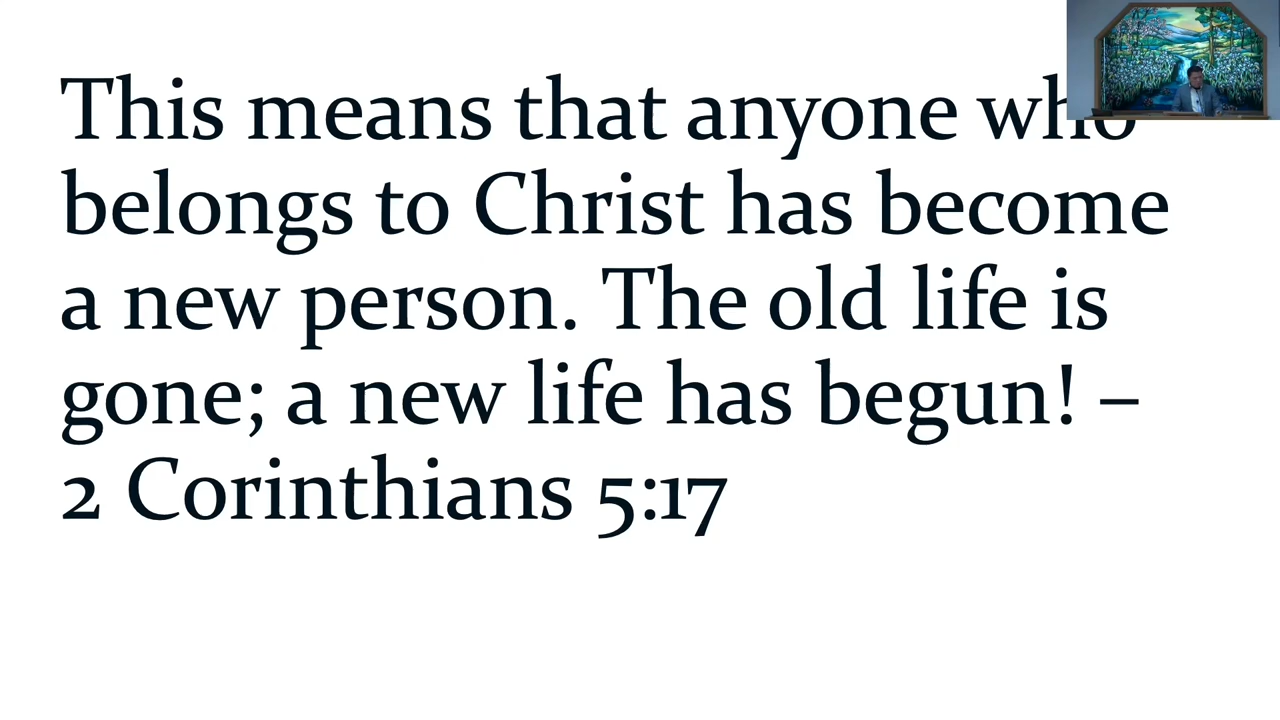 This means that anyone who
belongs to Christ has become
a new person. The old life is
gone; a new life has begun! –
2 Corinthians 5:17